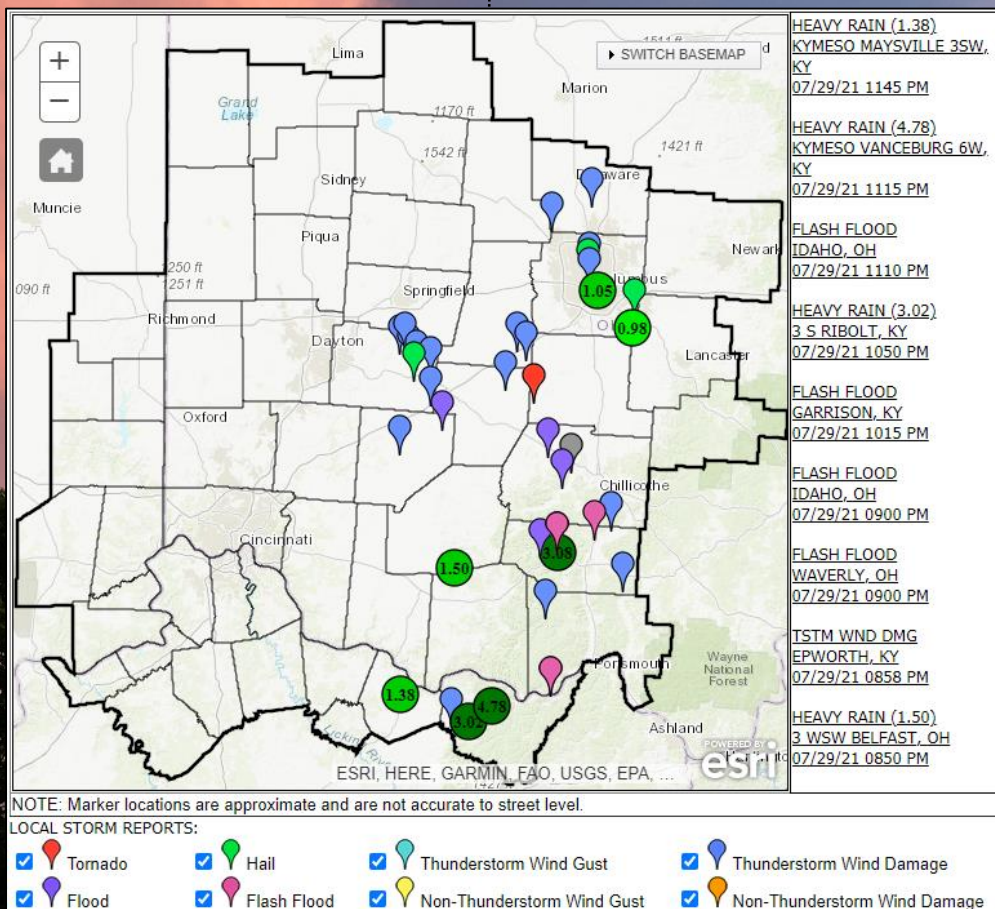 +
−
SWITCH BASEMAP
HEAVY RAIN (1.38)
KYMESO MAYSVILLE 3SW,
KY
07/29/21 1145 PM
HEAVY RAIN (4.78)
KYMESO VANCEBURG 6W,
KY
07/29/21 1115 PM
FLASH FLOOD
IDAHO, OH
07/29/21 1110 PM
HEAVY RAIN (3.02)
3 S RIBOLT, KY
07/29/21 1050 PM
FLASH FLOOD
GARRISON, KY
07/29/21 1015 PM
FLASH FLOOD
IDAHO, OH
07/29/21 0900 PM
FLASH FLOOD
WAVERLY, OH
07/29/21 0900 PM
TSTM WND DMG
EPWORTH, KY
07/29/21 0858 PM
HEAVY RAIN (1.50)
3 WSW BELFAST, OH
07/29/21 0850 PM
Lima
Marion
Grand
Lake
1170 ft
1542 ft
1421 ft
Sidney
Muncie
Piqua
Newark
1250 ft
1251 ft
090 ft
Springfield
1.05
Richmond
Dayton
0.98
Lancaster
Oxford
Chillicothe
Cincinnati
3.08
1.50
Portsmouth
Wayne
National
Forest
1.38
4.78
3.02
Licking River
Ashland
POWERED BY
esri
ESRI, HERE, GARMIN, FAO, USGS, EPA, ...
NOTE: Marker locations are approximate and are not accurate to street level.
LOCAL STORM REPORTS:
Tornado Hail Thunderstorm Wind Gust Thunderstorm Wind Damage
Flood Flash Flood Non-Thunderstorm Wind Gust Non-Thunderstorm Wind Damage